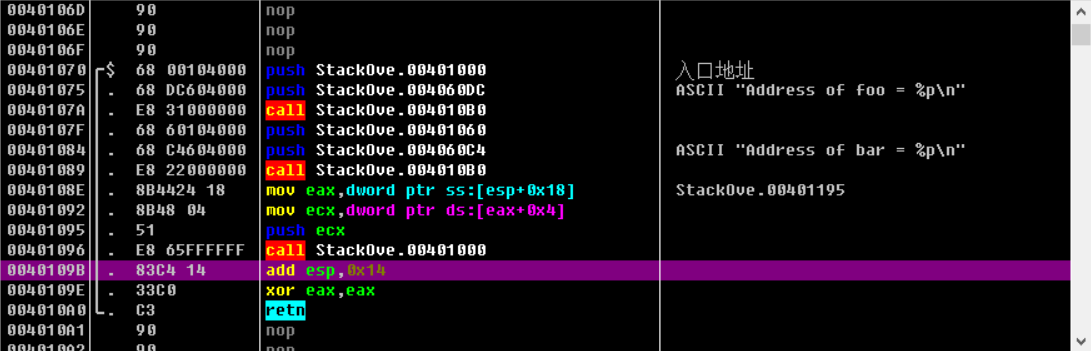 0040106D 90 nop
0040106E 90 nop
0040106F 90 nop
00401070 $ 68 00104000 push StackOve.00401000 入口地址
00401075 . 68 DC604000 push StackOve.004060DC ASCII "Address of foo = %p\n"
0040107A . E8 31000000 call StackOve.004010B0
0040107F . 68 60104000 push StackOve.00401060
00401084 . 68 C4604000 push StackOve.004060C4 ASCII "Address of bar = %p\n"
00401089 . E8 22000000 call StackOve.004010B0
0040108E . 8B4424 18 mov eax,dword ptr ss:[esp+0x18] StackOve.00401195
00401092 . 8B48 04 mov ecx,dword ptr ds:[eax+0x4]
00401095 . 51 push ecx
00401096 . E8 65FFFFFF call StackOve.00401000
0040109B . 83C4 14 add esp,0x14
0040109E . 33C0 xor eax,eax
004010A0 . C3 retn
004010A1 90 nop
004010A2 90 nop